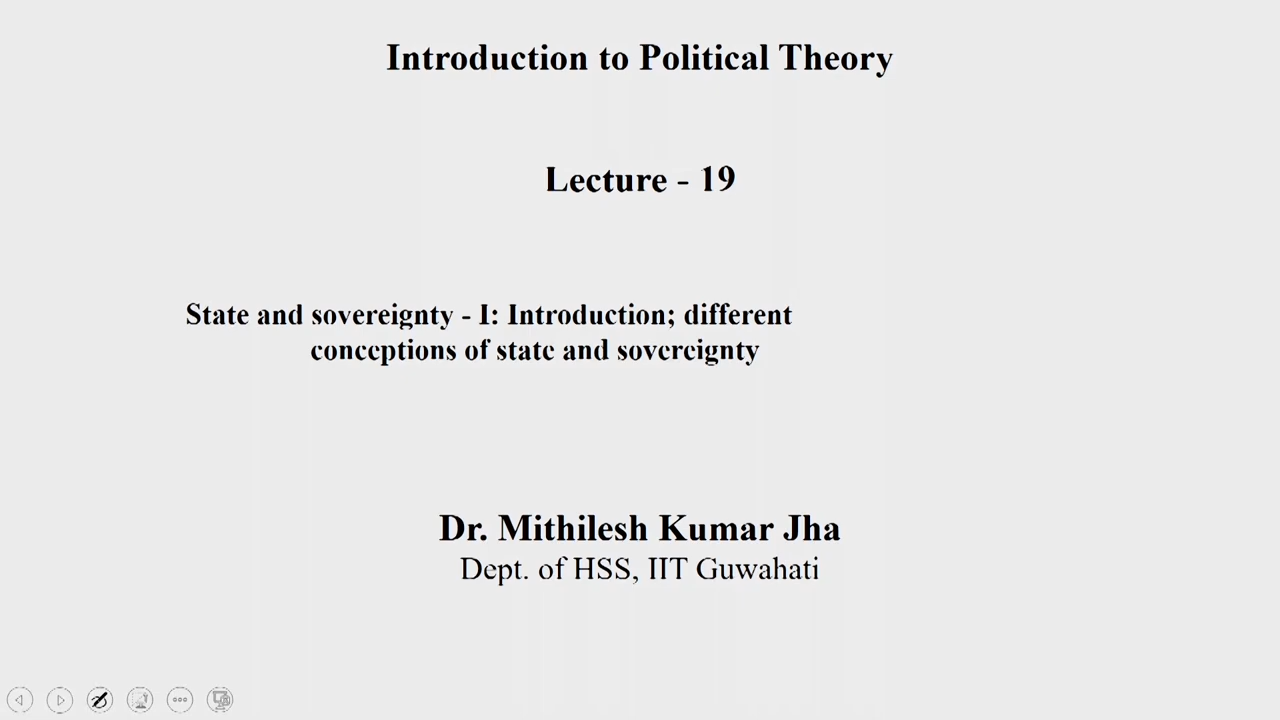 Introduction to Political Theory
Lecture - 19
State and sovereignty - I: Introduction; different
conceptions of state and sovereignty
Dr. Mithilesh Kumar Jha
Dept. of HSS, IIT Guwahati